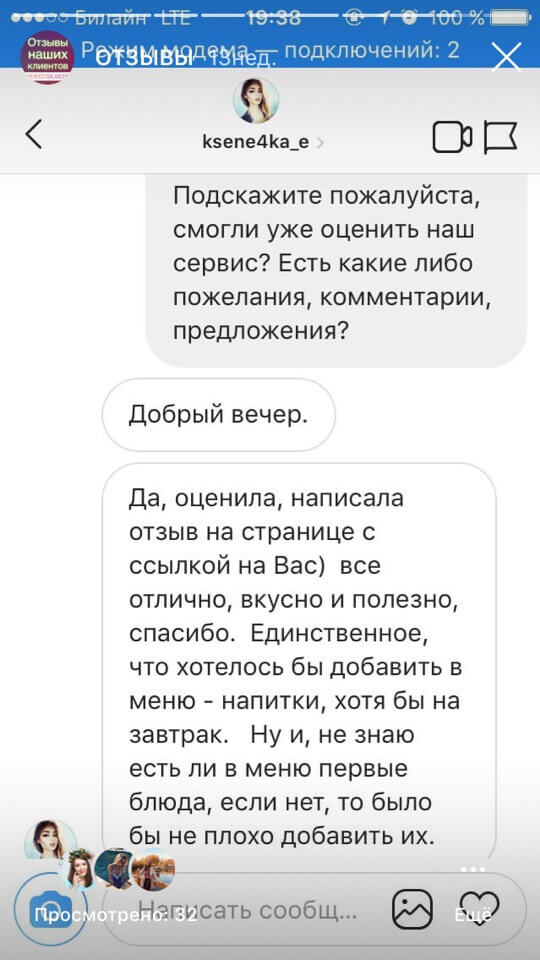 Билайн LTE 19:38 100 %
Режим модема — подключений: 2
Отзывы
наших
клиентов
ОТЗЫВЫ 13нед.
ksene4ka_e
Подскажите пожалуйста,
смогли уже оценить наш
сервис? Есть какие либо
пожелания, комментарии,
предложения?
Добрый вечер.
Да, оценила, написала
отзыв на странице с
ссылкой на Вас) все
отлично, вкусно и полезно,
спасибо. Единственное,
что хотелось бы добавить в
меню - напитки, хотя бы на
завтрак. Ну и, не знаю
есть ли в меню первые
блюда, если нет, то было
бы не плохо добавить их.
Просмотрено: 32
Написать сообщ...
Ещё